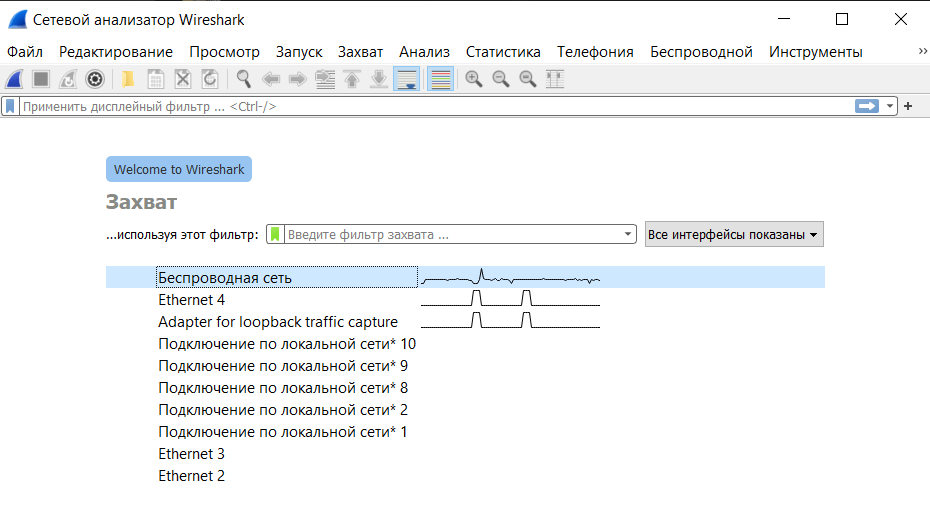 Сетевой анализатор Wireshark
Файл Редактирование Просмотр Запуск Захват Анализ Статистика Телефония Беспроводной Инструменты »
Применить дисплейный фильтр ... <Ctrl-/> +
Welcome to Wireshark
Захват
...используя этот фильтр: Введите фильтр захвата ... Все интерфейсы показаны
Беспроводная сеть
Ethernet 4
Adapter for loopback traffic capture
Подключение по локальной сети* 10
Подключение по локальной сети* 9
Подключение по локальной сети* 8
Подключение по локальной сети* 2
Подключение по локальной сети* 1
Ethernet 3
Ethernet 2